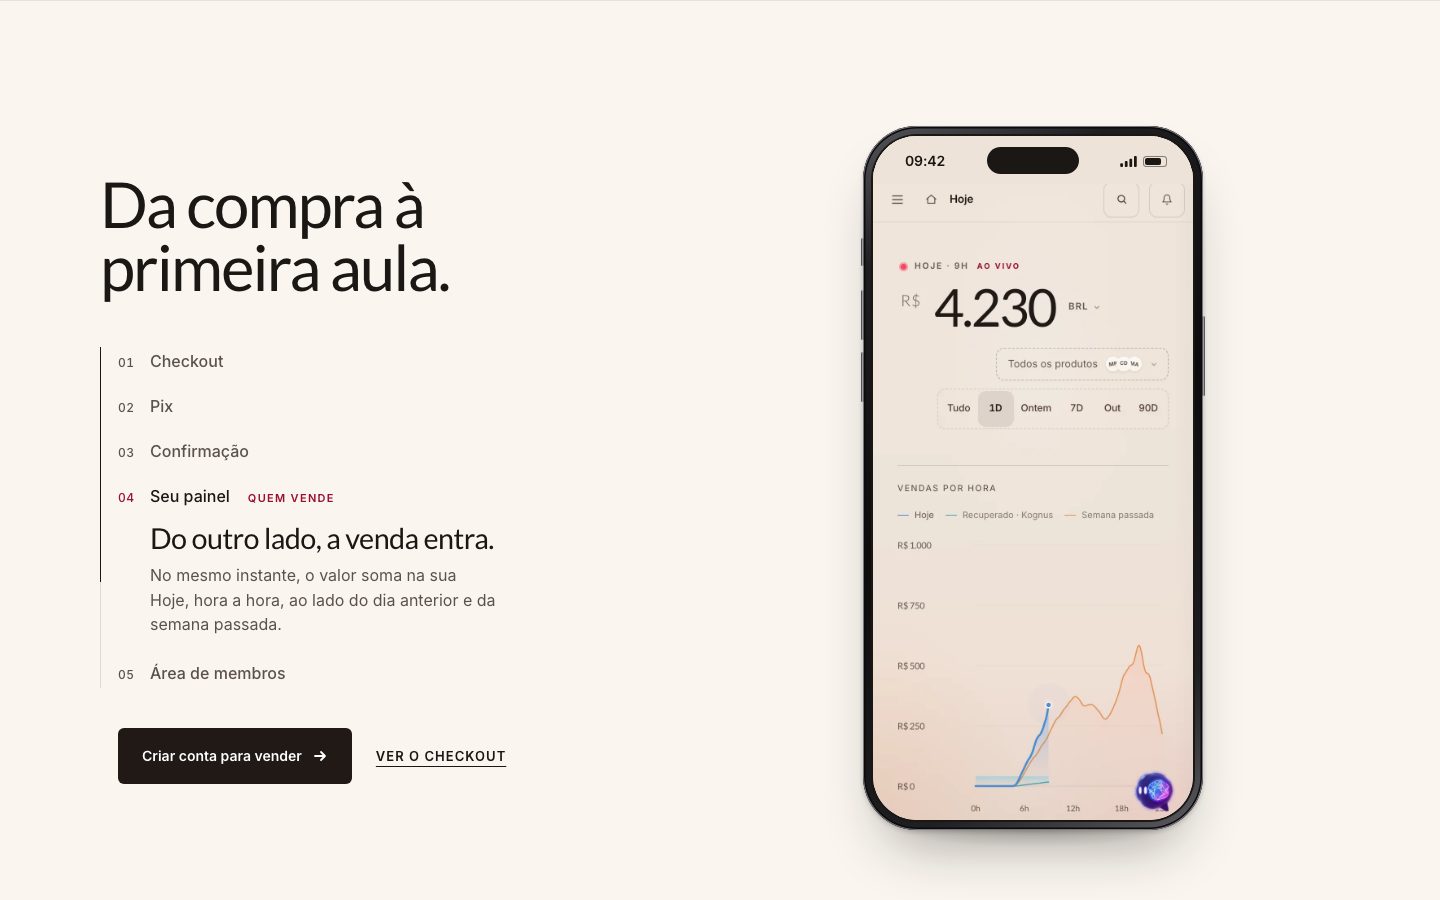 Da compra à
primeira aula.
01 Checkout
02 Pix
03 Confirmação
04 Seu painel QUEM VENDE
Do outro lado, a venda entra.
No mesmo instante, o valor soma na sua
Hoje, hora a hora, ao lado do dia anterior e da
semana passada.
05 Área de membros
Criar conta para vender →
VER O CHECKOUT
09:42
Hoje
HOJE · 9H AO VIVO
R$ 4.230 BRL
Todos os produtos
Tudo 1D Ontem 7D Out 90D
VENDAS POR HORA
Hoje Recuperado · Kognus Semana passada
R$ 1.000
R$ 750
R$ 500
R$ 250
R$ 0
0h 6h 12h 18h